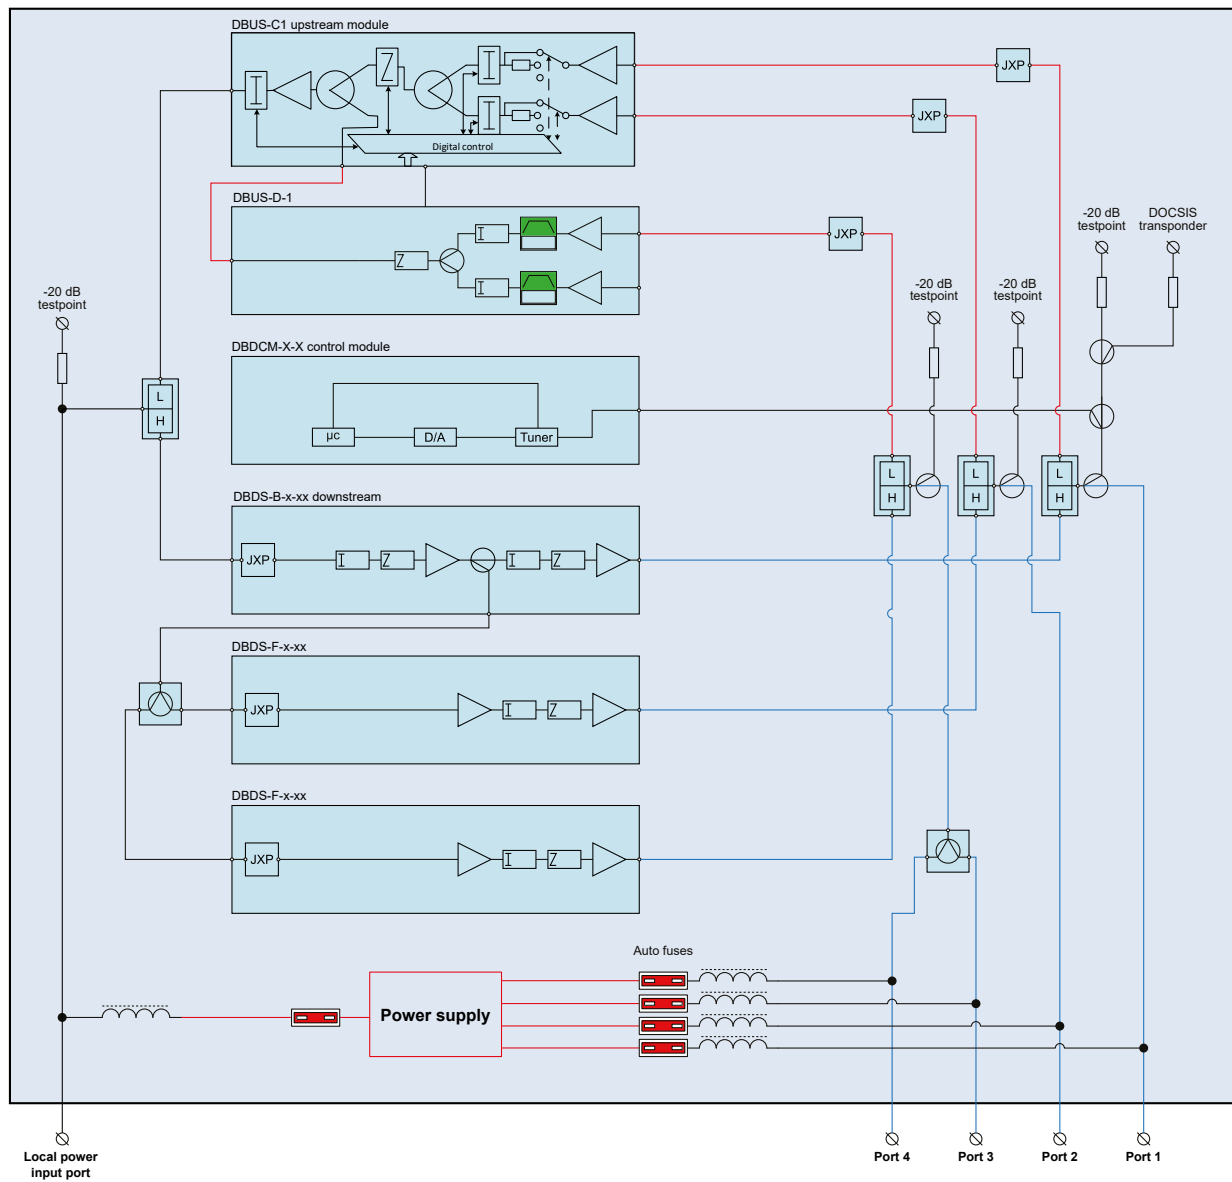 DBUS-C1 upstream module
JXP
JXP
Digital control
DBUS-D-1
JXP
-20 dB
testpoint
DOCSIS
transponder
-20 dB
testpoint
-20 dB
testpoint
-20 dB
testpoint
DBDCM-X-X control module
L
H
µc
D/A
Tuner
L
H
L
H
L
H
DBDS-B-x-xx downstream
JXP
I
Z
I
Z
DBDS-F-x-xx
JXP
I
Z
DBDS-F-x-xx
JXP
I
Z
Auto fuses
Power supply
Local power
input port
Port 4
Port 3
Port 2
Port 1